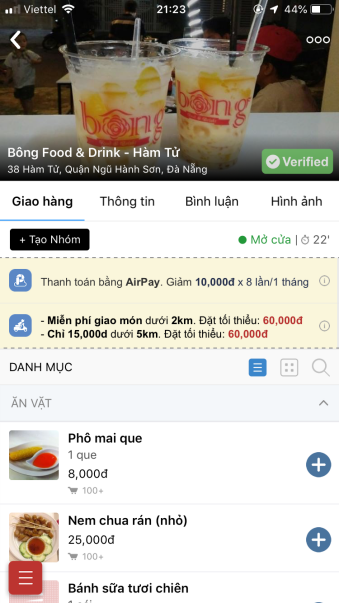 Viettel 21:23 44%
bông bông
Bông Food & Drink - Hàm Tử
38 Hàm Tử, Quận Ngũ Hành Sơn, Đà Nẵng
Verified
Giao hàng Thông tin Bình luận Hình ảnh
+ Tạo Nhóm Mở cửa | 22'
Thanh toán bằng AirPay. Giảm 10,000đ x 8 lần/1 tháng
- Miễn phí giao món dưới 2km. Đặt tối thiểu: 60,000đ
- Chỉ 15,000đ dưới 5km. Đặt tối thiểu: 60,000đ
DANH MỤC
ĂN VẶT
Phô mai que
1 que
8,000đ
100+
Nem chua rán (nhỏ)
25,000đ
100+
Bánh sữa tươi chiên